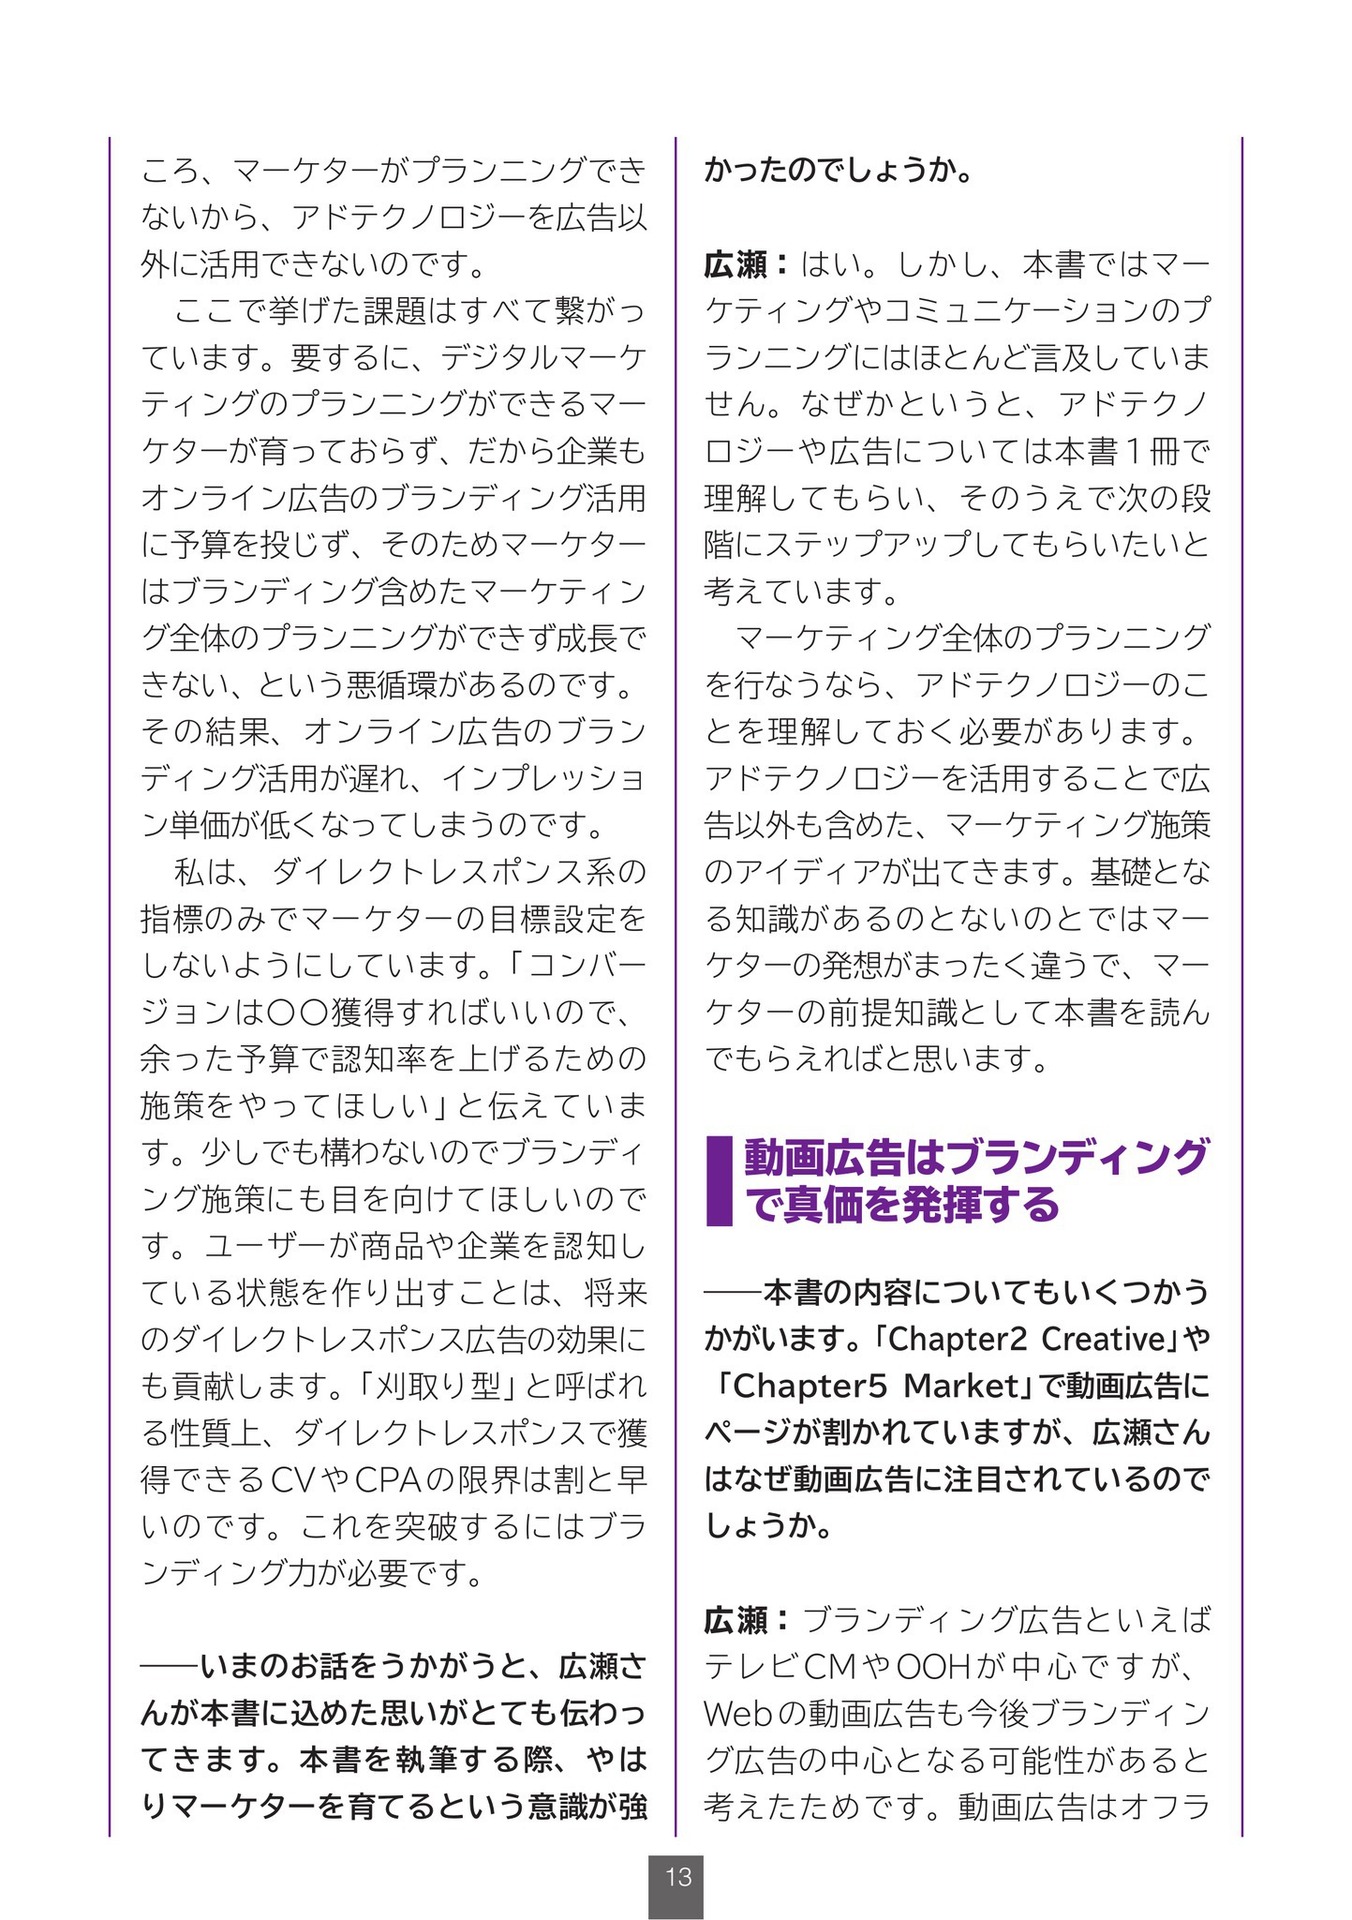 ころ、マーケターがプランニングでき
ないから、アドテクノロジーを広告以
外に活用できないのです。
　ここで挙げた課題はすべて繋がっ
ています。要するに、デジタルマーケ
ティングのプランニングができるマー
ケターが育っておらず、だから企業も
オンライン広告のブランディング活用
に予算を投じず、そのためマーケター
はブランディング含めたマーケティン
グ全体のプランニングができず成長で
きない、という悪循環があるのです。
その結果、オンライン広告のブラン
ディング活用が遅れ、インプレッショ
ン単価が低くなってしまうのです。
　私は、ダイレクトレスポンス系の
指標のみでマーケターの目標設定を
しないようにしています。「コンバー
ジョンは〇〇獲得すればいいので、
余った予算で認知率を上げるための
施策をやってほしい」と伝えていま
す。少しでも構わないのでブランディ
ング施策にも目を向けてほしいので
す。ユーザーが商品や企業を認知し
ている状態を作り出すことは、将来
のダイレクトレスポンス広告の効果に
も貢献します。「刈取り型」と呼ばれ
る性質上、ダイレクトレスポンスで獲
得できるCVやCPAの限界は割と早
いのです。これを突破するにはブラ
ンディング力が必要です。
――いまのお話をうかがうと、広瀬さ
んが本書に込めた思いがとても伝わっ
てきます。本書を執筆する際、やは
りマーケターを育てるという意識が強
かったのでしょうか。
広瀬：はい。しかし、本書ではマー
ケティングやコミュニケーションのプ
ランニングにはほとんど言及していま
せん。なぜかというと、アドテクノ
ロジーや広告については本書１冊で
理解してもらい、そのうえで次の段
階にステップアップしてもらいたいと
考えています。
　マーケティング全体のプランニング
を行なうなら、アドテクノロジーのこ
とを理解しておく必要があります。
アドテクノロジーを活用することで広
告以外も含めた、マーケティング施策
のアイディアが出てきます。基礎とな
る知識があるのとないのとではマー
ケターの発想がまったく違うで、マー
ケターの前提知識として本書を読ん
でもらえればと思います。
動画広告はブランディング
で真価を発揮する
――本書の内容についてもいくつかう
かがいます。「Chapter2 Creative」や
「Chapter5 Market」で動画広告に
ページが割かれていますが、広瀬さん
はなぜ動画広告に注目されているので
しょうか。
広瀬：ブランディング広告といえば
テレビCMやOOHが中心ですが、
Webの動画広告も今後ブランディン
グ広告の中心となる可能性があると
考えたためです。動画広告はオフラ
13